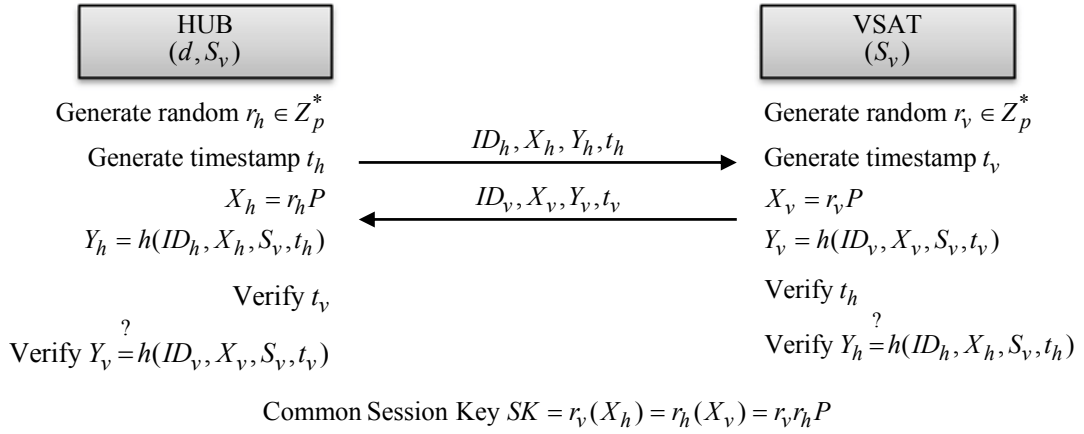 HUB
(d, S_v)
VSAT
(S_v)
Generate random r_h ∈ Z_p^*
Generate random r_v ∈ Z_p^*
ID_h, X_h, Y_h, t_h
Generate timestamp t_h
Generate timestamp t_v
ID_v, X_v, Y_v, t_v
X_h = r_h P
X_v = r_v P
Y_h = h(ID_h, X_h, S_v, t_h)
Y_v = h(ID_v, X_v, S_v, t_v)
Verify t_v
Verify t_h
Verify Y_v ?= h(ID_v, X_v, S_v, t_v)
Verify Y_h ?= h(ID_h, X_h, S_v, t_h)
Common Session Key SK = r_v(X_h) = r_h(X_v) = r_v r_h P